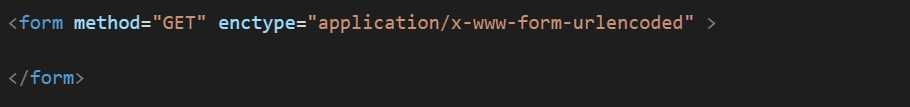 <form method="GET" enctype="application/x-www-form-urlencoded" >
</form>